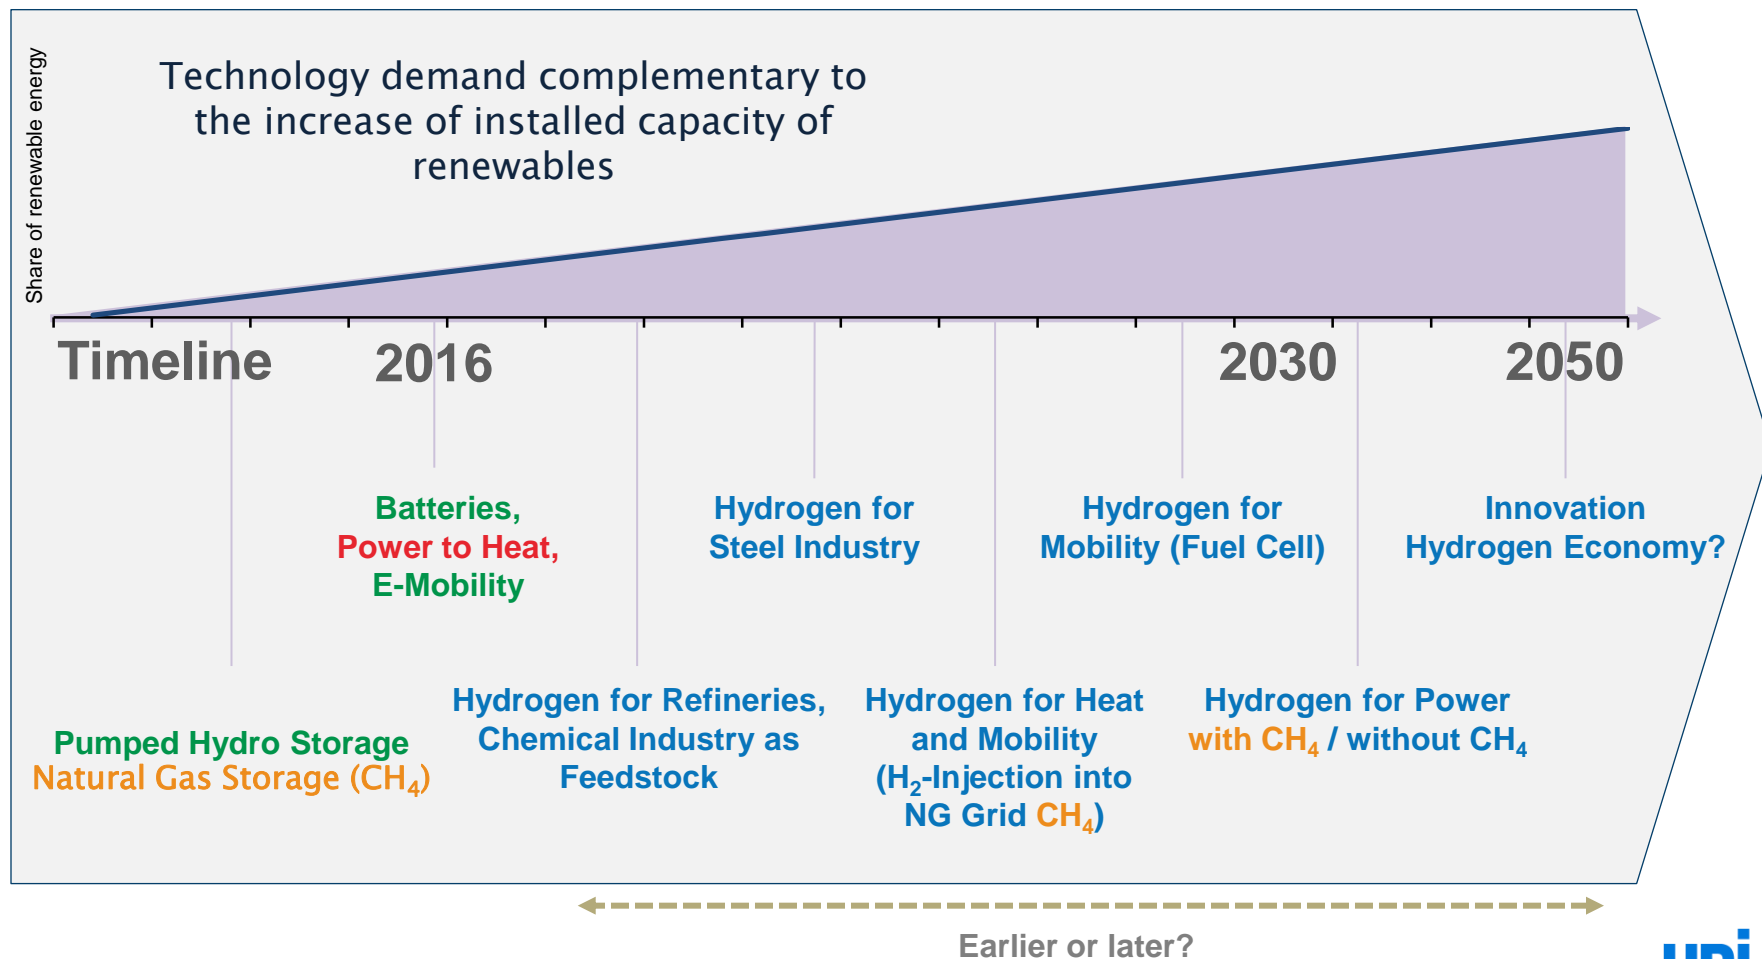 Share of renewable energy
Technology demand complementary to
the increase of installed capacity of
renewables
Timeline
2016
2030
2050
Batteries,
Power to Heat,
E-Mobility
Hydrogen for
Steel Industry
Hydrogen for
Mobility (Fuel Cell)
Innovation
Hydrogen Economy?
Pumped Hydro Storage
Natural Gas Storage (CH₄)
Hydrogen for Refineries,
Chemical Industry as
Feedstock
Hydrogen for Heat
and Mobility
(H₂-Injection into
NG Grid CH₄)
Hydrogen for Power
with CH₄ / without CH₄
Earlier or later?